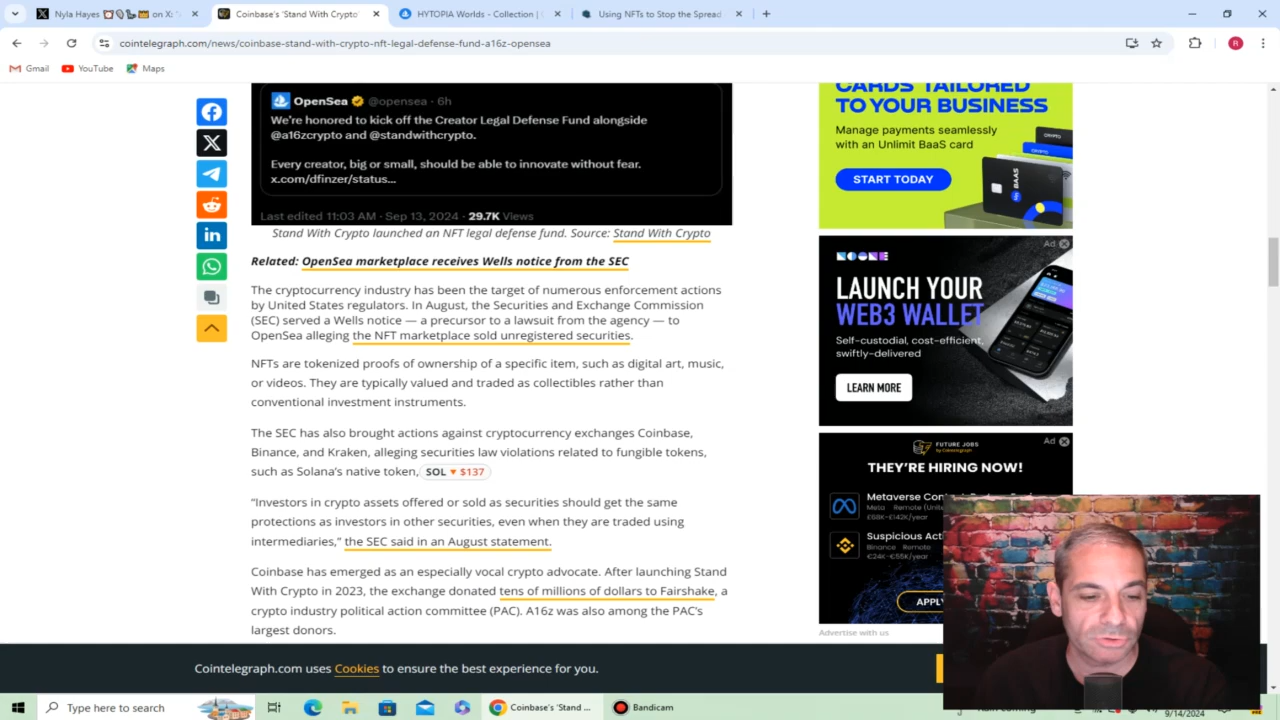 Nyla Hayes
on X: "
Coinbase's 'Stand With Crypto'
HYTOPIA Worlds - Collection |
Using NFTs to Stop the Spread
cointelegraph.com/news/coinbase-stand-with-crypto-nft-legal-defense-fund-a16z-opensea
R
Gmail
YouTube
Maps
OpenSea @opensea · 6h
We're honored to kick off the Creator Legal Defense Fund alongside
@a16zcrypto and @standwithcrypto.
Every creator, big or small, should be able to innovate without fear.
x.com/dfinzer/status...
Last edited 11:03 AM - Sep 13, 2024 · 29.7K Views
Stand With Crypto launched an NFT legal defense fund. Source: Stand With Crypto
Related: OpenSea marketplace receives Wells notice from the SEC
The cryptocurrency industry has been the target of numerous enforcement actions
by United States regulators. In August, the Securities and Exchange Commission
(SEC) served a Wells notice — a precursor to a lawsuit from the agency — to
OpenSea alleging the NFT marketplace sold unregistered securities.
NFTs are tokenized proofs of ownership of a specific item, such as digital art, music,
or videos. They are typically valued and traded as collectibles rather than
conventional investment instruments.
The SEC has also brought actions against cryptocurrency exchanges Coinbase,
Binance, and Kraken, alleging securities law violations related to fungible tokens,
such as Solana's native token, SOL ▼ $137
"Investors in crypto assets offered or sold as securities should get the same
protections as investors in other securities, even when they are traded using
intermediaries," the SEC said in an August statement.
Coinbase has emerged as an especially vocal crypto advocate. After launching Stand
With Crypto in 2023, the exchange donated tens of millions of dollars to Fairshake, a
crypto industry political action committee (PAC). A16z was also among the PAC's
largest donors.
CARDS TAILORED
TO YOUR BUSINESS
Manage payments seamlessly
with an Unlimit BaaS card
START TODAY
CRYPTO
CRYPTO
BAAS
Ad
NOONE
LAUNCH YOUR
WEB3 WALLET
Self-custodial, cost-efficient,
swiftly-delivered
LEARN MORE
Ad
FUTURE JOBS
by Cointelegraph
THEY'RE HIRING NOW!
Metaverse
Meta Remote
£68K-£142K/year
Suspicious
Binance Remote
€24K-€55K/year
Advertise with us
Cointelegraph.com uses Cookies to ensure the best experience for you.
Type here to search
Coinbase's 'Stand ...
Bandicam
9/14/2024